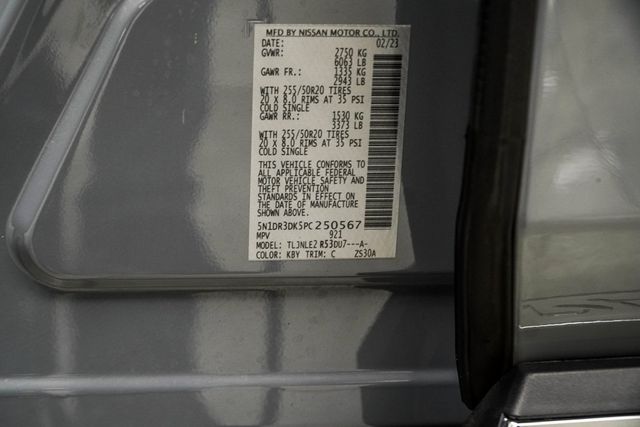 MFD BY NISSAN MOTOR CO., LTD.
DATE: 02/23
GVWR: 2750 KG
6063 LB
GAWR FR.: 1335 KG
2943 LB
WITH 255/50R20 TIRES
20 X 8.0 RIMS AT 35 PSI
COLD SINGLE
GAWR RR.: 1530 KG
3373 LB
WITH 255/50R20 TIRES
20 X 8.0 RIMS AT 35 PSI
COLD SINGLE
THIS VEHICLE CONFORMS TO
ALL APPLICABLE FEDERAL
MOTOR VEHICLE SAFETY AND
THEFT PREVENTION
STANDARDS IN EFFECT ON
THE DATE OF MANUFACTURE
SHOWN ABOVE.
5N1DR3DK5PC250567
MPV 921
MODEL: TLJNLE2 R53DU7---A-
COLOR: KBY TRIM: C ZS30A